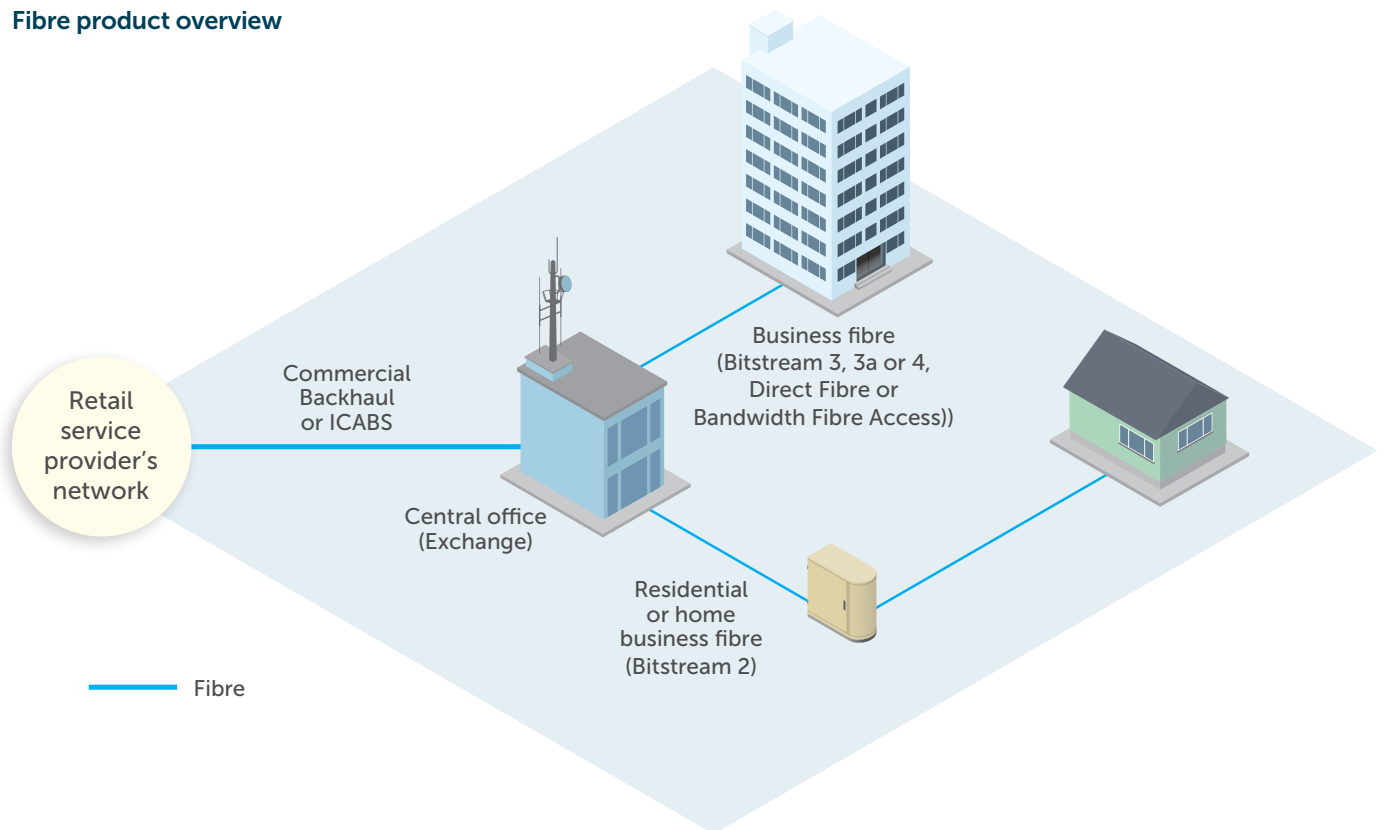 Fibre product overview
Retail
service
provider's
network
Commercial
Backhaul
or ICABS
Central office
(Exchange)
Business fibre
(Bitstream 3, 3a or 4,
Direct Fibre or
Bandwidth Fibre Access))
Residential
or home
business fibre
(Bitstream 2)
Fibre